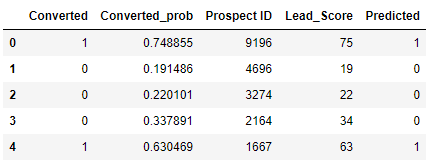 Converted Converted_prob Prospect ID Lead_Score Predicted
0 1 0.748855 9196 75 1
1 0 0.191486 4696 19 0
2 0 0.220101 3274 22 0
3 0 0.337891 2164 34 0
4 1 0.630469 1667 63 1